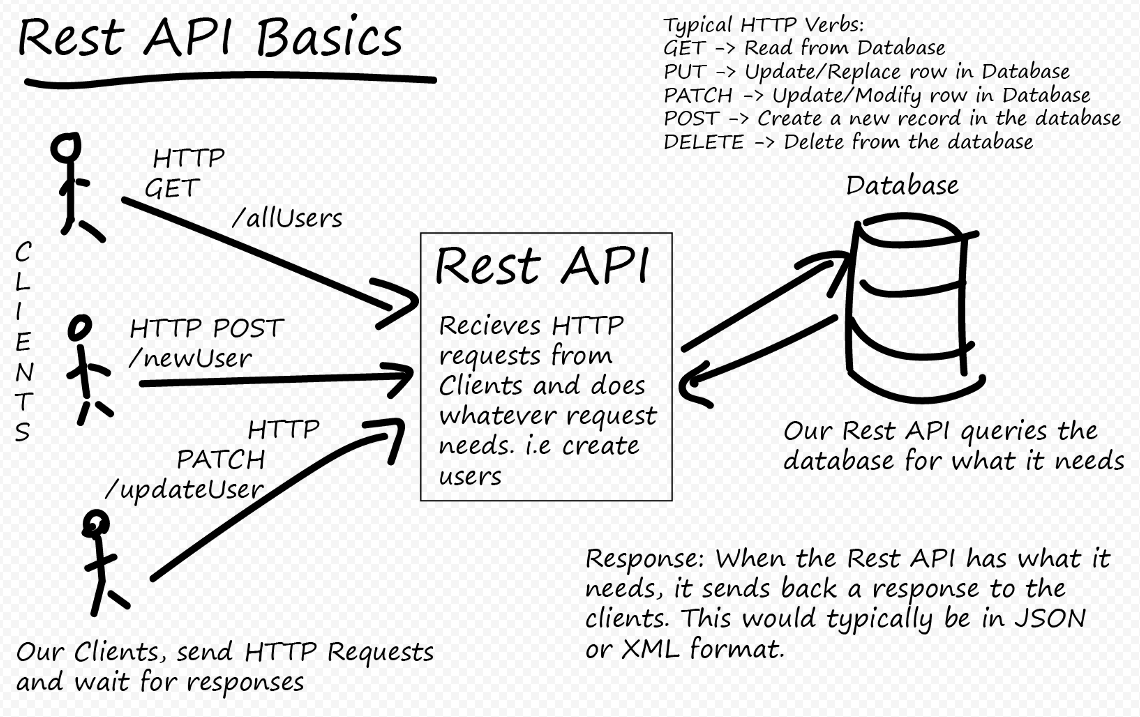 Rest API Basics
Typical HTTP Verbs:
GET -> Read from Database
PUT -> Update/Replace row in Database
PATCH -> Update/Modify row in Database
POST -> Create a new record in the database
DELETE -> Delete from the database
CLIENTS
HTTP
GET
/allUsers
HTTP POST
/newUser
HTTP
PATCH
/updateUser
Our Clients, send HTTP Requests
and wait for responses
Rest API
Recieves HTTP
requests from
Clients and does
whatever request
needs. i.e create
users
Database
Our Rest API queries the
database for what it needs
Response: When the Rest API has what it
needs, it sends back a response to the
clients. This would typically be in JSON
or XML format.